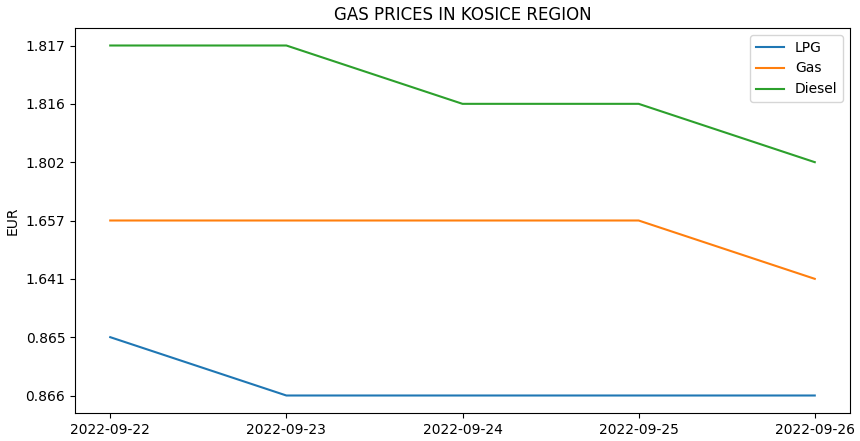 GAS PRICES IN KOSICE REGION
LPG
Gas
Diesel
EUR
1.817
1.816
1.802
1.657
1.641
0.865
0.866
2022-09-22 2022-09-23 2022-09-24 2022-09-25 2022-09-26